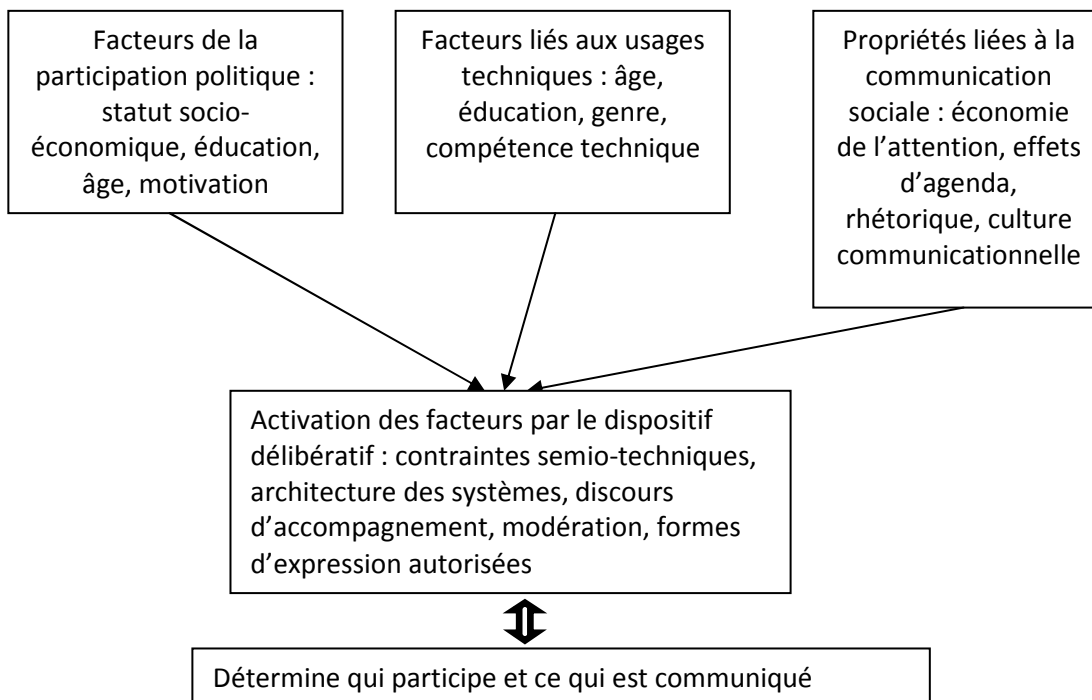 Facteurs de la
participation politique :
statut socio-
économique, éducation,
âge, motivation
Facteurs liés aux usages
techniques : âge,
éducation, genre,
compétence technique
Propriétés liées à la
communication
sociale : économie
de l’attention, effets
d’agenda,
rhétorique, culture
communicationnelle
Activation des facteurs par le dispositif
délibératif : contraintes semio-techniques,
architecture des systèmes, discours
d’accompagnement, modération, formes
d’expression autorisées
Détermine qui participe et ce qui est communiqué